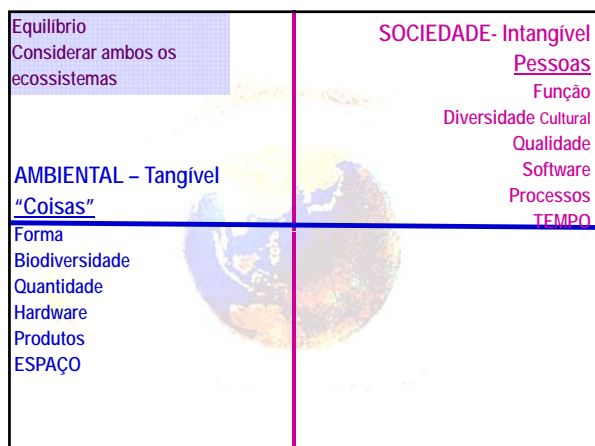 Equilíbrio
Considerar ambos os
ecossistemas
AMBIENTAL – Tangível
“Coisas”
Forma
Biodiversidade
Quantidade
Hardware
Produtos
ESPAÇO
SOCIEDADE- Intangível
Pessoas
Função
Diversidade Cultural
Qualidade
Software
Processos
TEMPO